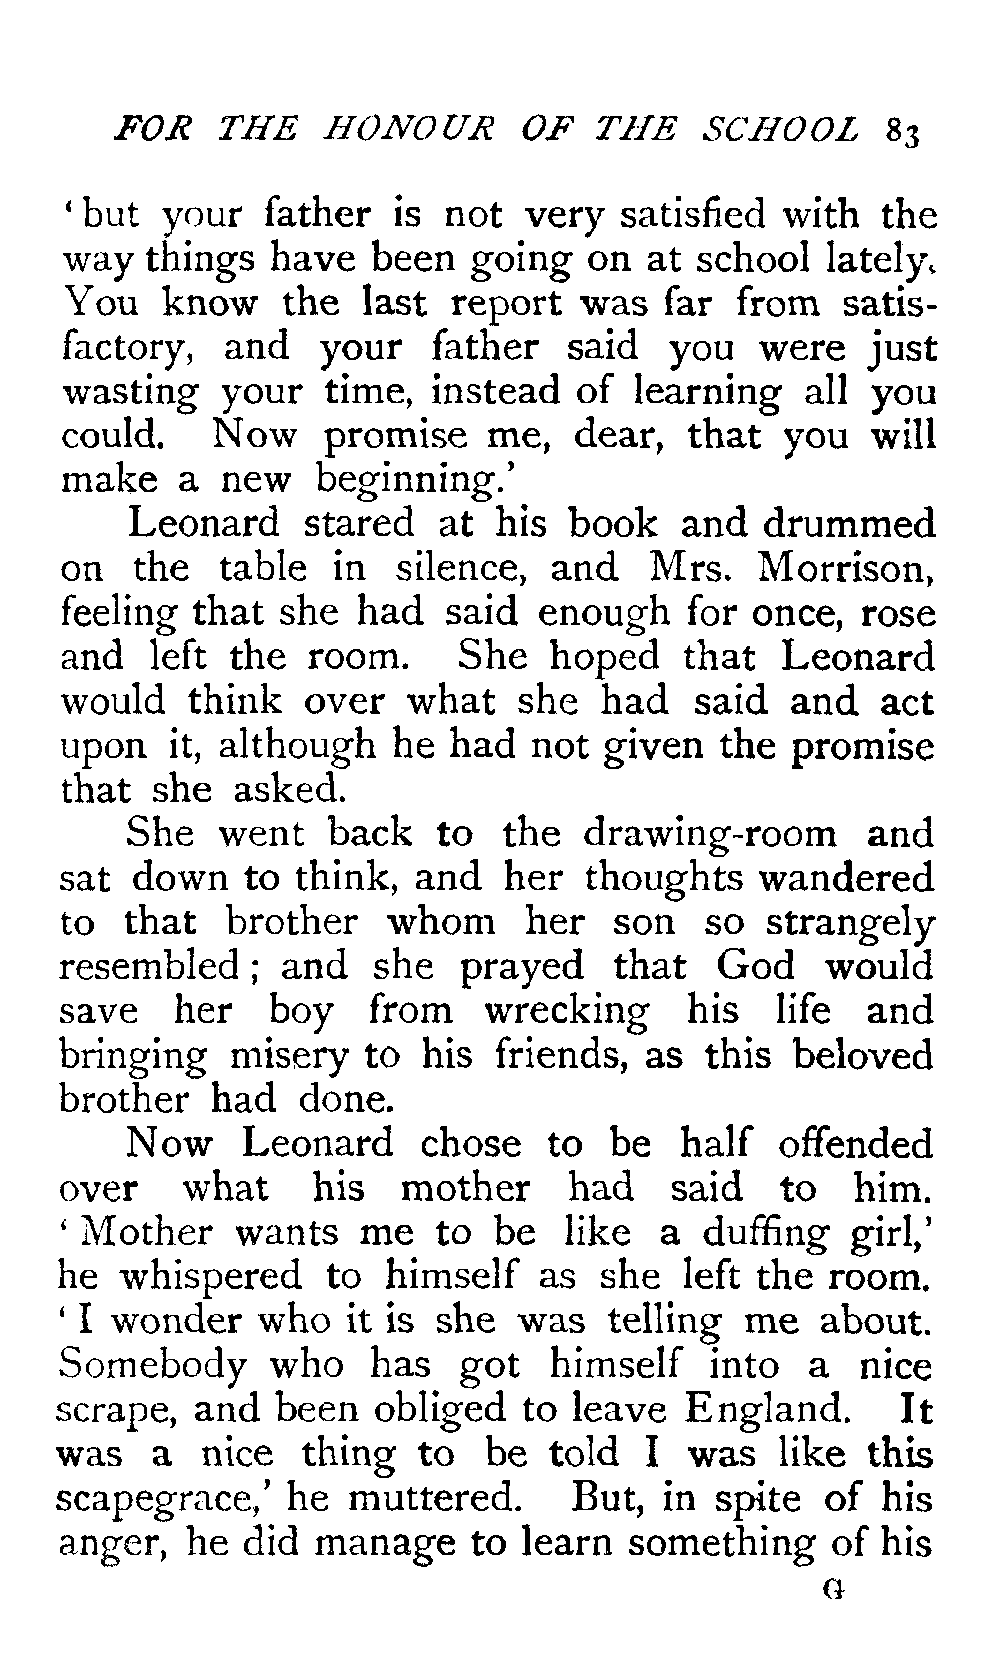 FOR THE HONOUR OF THE SCHOOL 83
‘but your father is not very satisfied with the
way things have been going on at school lately.
You know the last report was far from satis-
factory, and your father said you were just
wasting your time, instead of learning all you
could. Now promise me, dear, that you will
make a new beginning.’
Leonard stared at his book and drummed
on the table in silence, and Mrs. Morrison,
feeling that she had said enough for once, rose
and left the room. She hoped that Leonard
would think over what she had said and act
upon it, although he had not given the promise
that she asked.
She went back to the drawing-room and
sat down to think, and her thoughts wandered
to that brother whom her son so strangely
resembled; and she prayed that God would
save her boy from wrecking his life and
bringing misery to his friends, as this beloved
brother had done.
Now Leonard chose to be half offended
over what his mother had said to him.
‘Mother wants me to be like a duffing girl,’
he whispered to himself as she left the room.
‘I wonder who it is she was telling me about.
Somebody who has got himself into a nice
scrape, and been obliged to leave England. It
was a nice thing to be told I was like this
scapegrace,’ he muttered. But, in spite of his
anger, he did manage to learn something of his
G